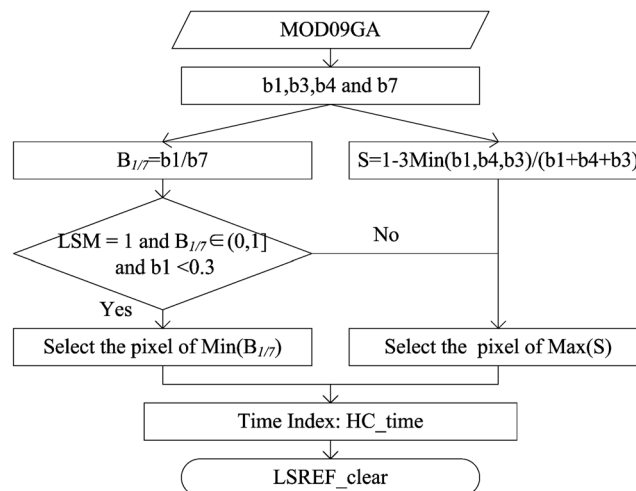 MOD09GA
b1,b3,b4 and b7
B1/7=b1/b7
S=1-3Min(b1,b4,b3)/(b1+b4+b3)
LSM = 1 and B1/7∈(0,1]
and b1 <0.3
No
Yes
Select the pixel of Min(B1/7)
Select the pixel of Max(S)
Time Index: HC_time
LSREF_clear